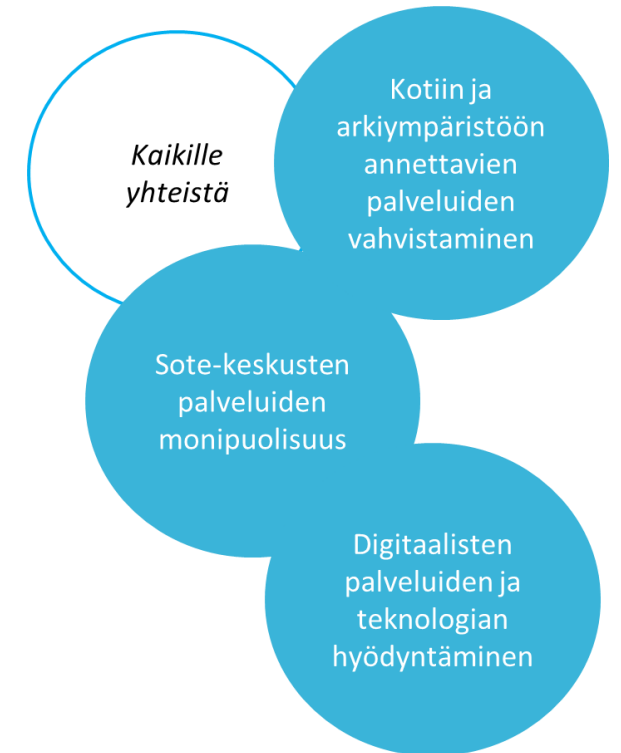 Kaikille
yhteistä
Kotiin ja
arkiympäristöön
annettavien
palveluiden
vahvistaminen
Sote-keskusten
palveluiden
monipuolisuus
Digitaalisten
palveluiden ja
teknologian
hyödyntäminen